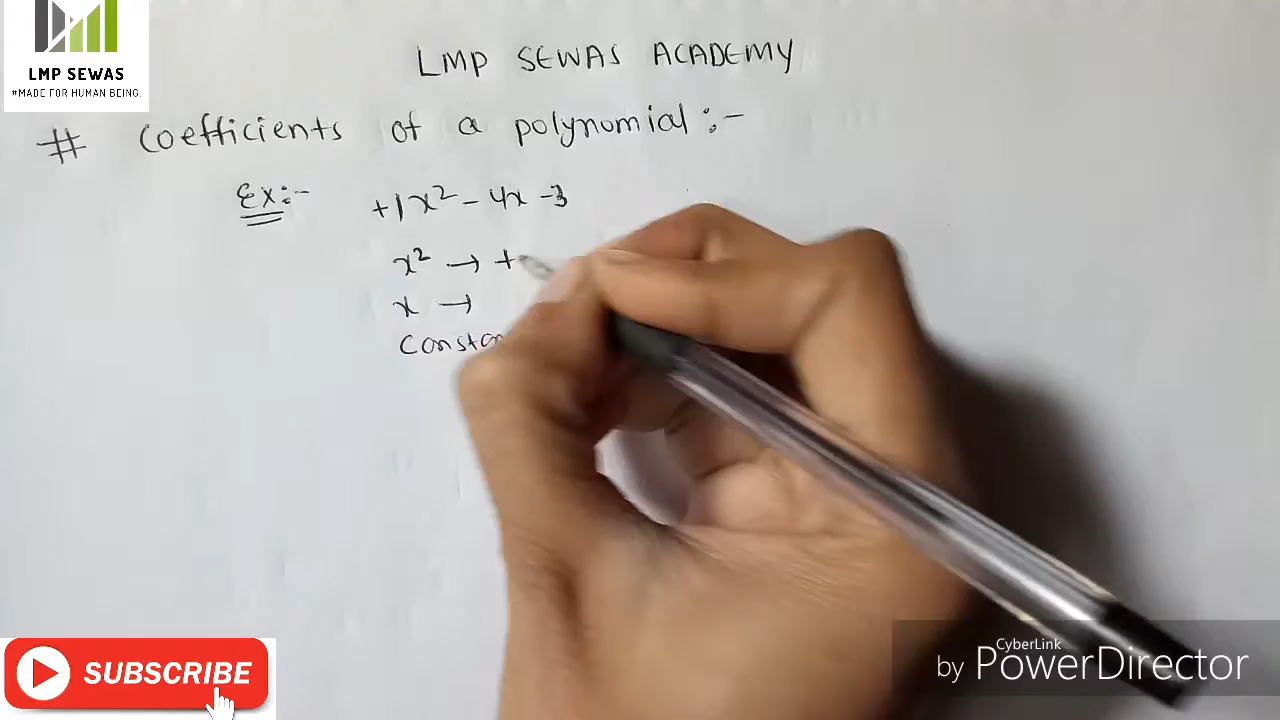 LMP SEWAS
#MADE FOR HUMAN BEING.
LMP SEWAS ACADEMY
# Coefficients of a polynomial :-
Ex:- +1x² - 4x - 3
x² → +
x →
SUBSCRIBE
CyberLink
by PowerDirector